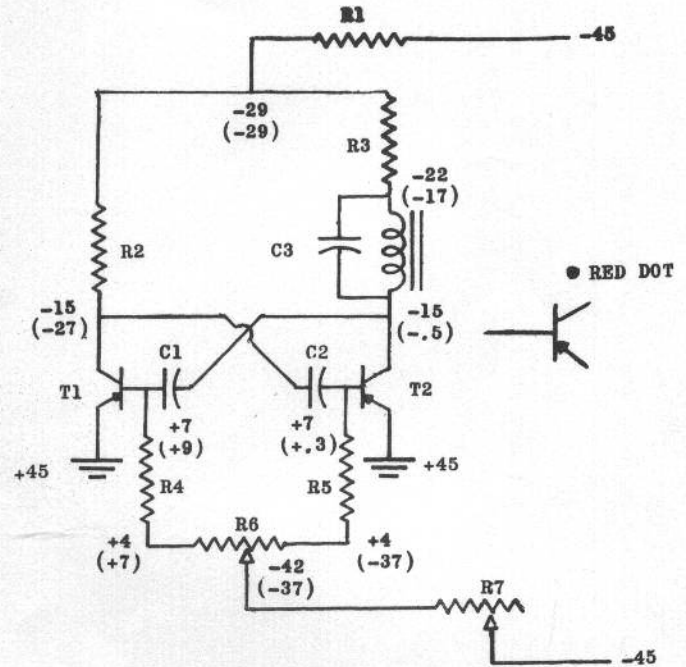 R1
-45
-29
(-29)
R3
-22
(-17)
R2
C3
RED DOT
-15
(-27)
-15
(-.5)
C1
C2
T1
T2
+7
(+9)
+7
(+.3)
+45
+45
R4
R5
R6
+4
(+7)
+4
(-37)
-42
(-37)
R7
-45